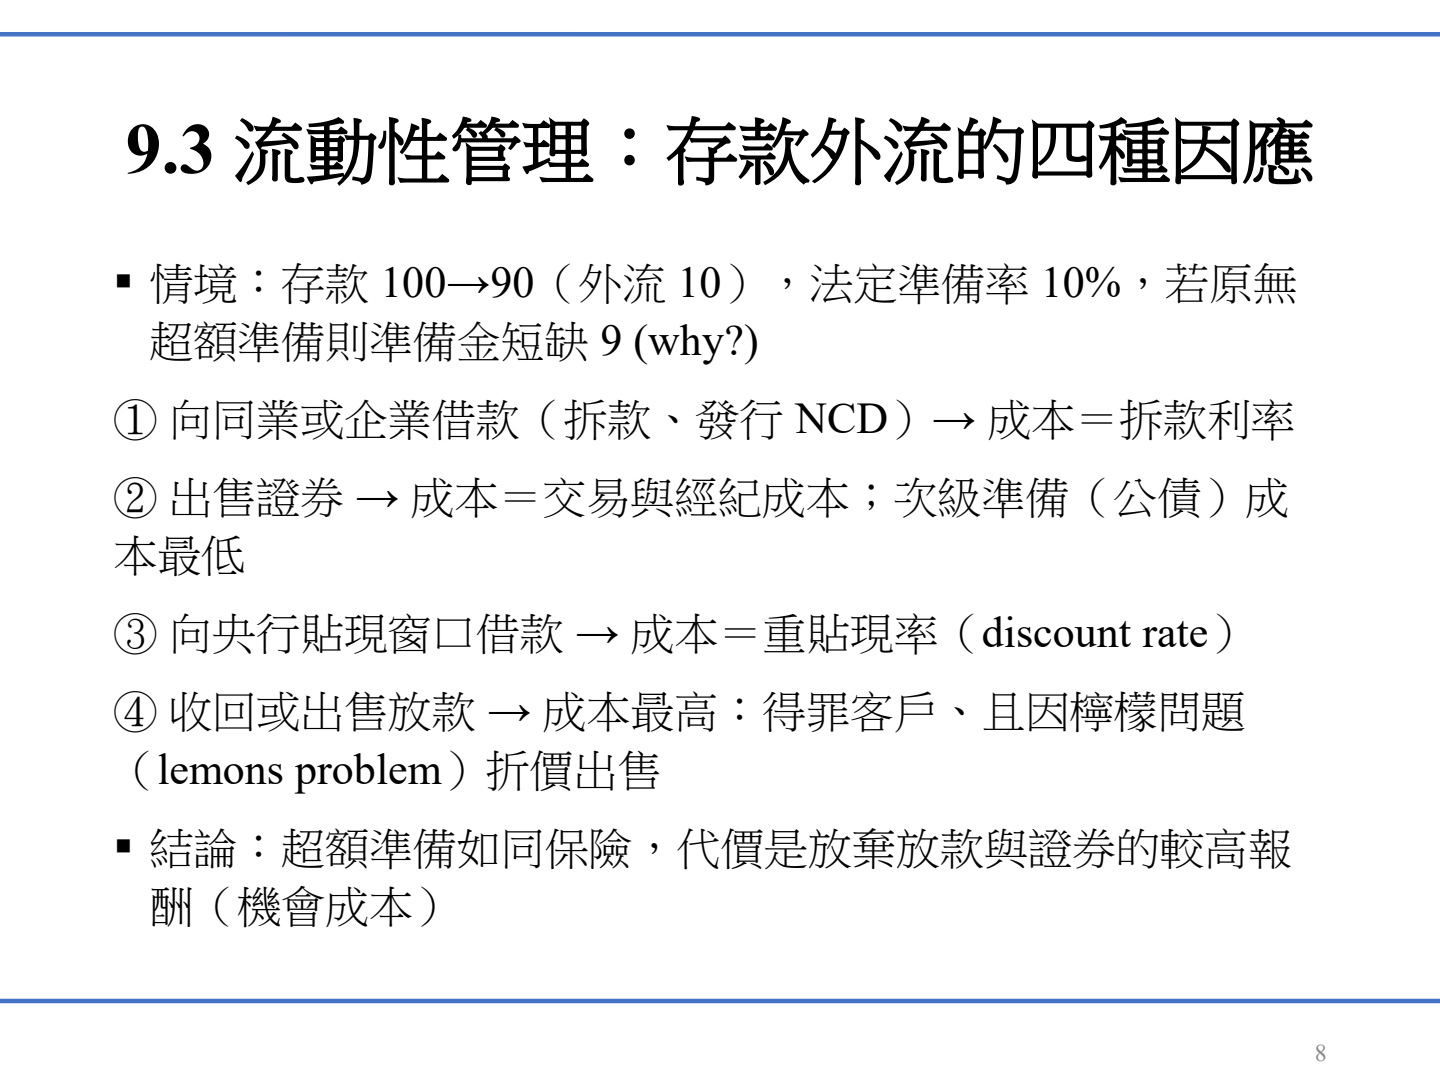 9.3 流動性管理：存款外流的四種因應
▪ 情境：存款 100→90（外流 10），法定準備率 10%，若原無
超額準備則準備金短缺 9 (why?)
① 向同業或企業借款（拆款、發行 NCD）→ 成本＝拆款利率
② 出售證券 → 成本＝交易與經紀成本；次級準備（公債）成
本最低
③ 向央行貼現窗口借款 → 成本＝重貼現率（discount rate）
④ 收回或出售放款 → 成本最高：得罪客戶、且因檸檬問題
（lemons problem）折價出售
▪ 結論：超額準備如同保險，代價是放棄放款與證券的較高報
酬（機會成本）
8